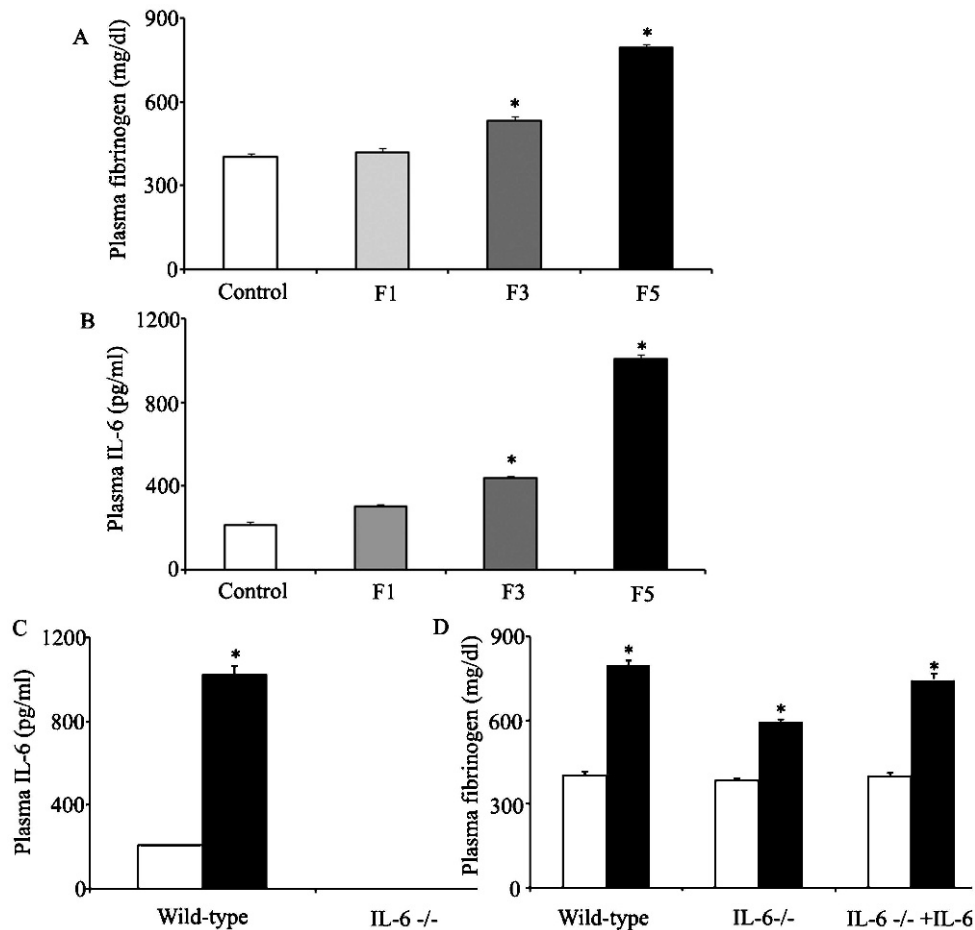 A
Plasma fibrinogen (mg/dl)
900
600
300
0
*
*
Control F1 F3 F5
B
Plasma IL-6 (pg/ml)
1200
800
400
0
*
*
Control F1 F3 F5
C
Plasma IL-6 (pg/ml)
1200
800
400
0
*
Wild-type IL-6 -/-
D
Plasma fibrinogen (mg/dl)
900
600
300
0
*
*
*
Wild-type IL-6-/- IL-6 -/- +IL-6